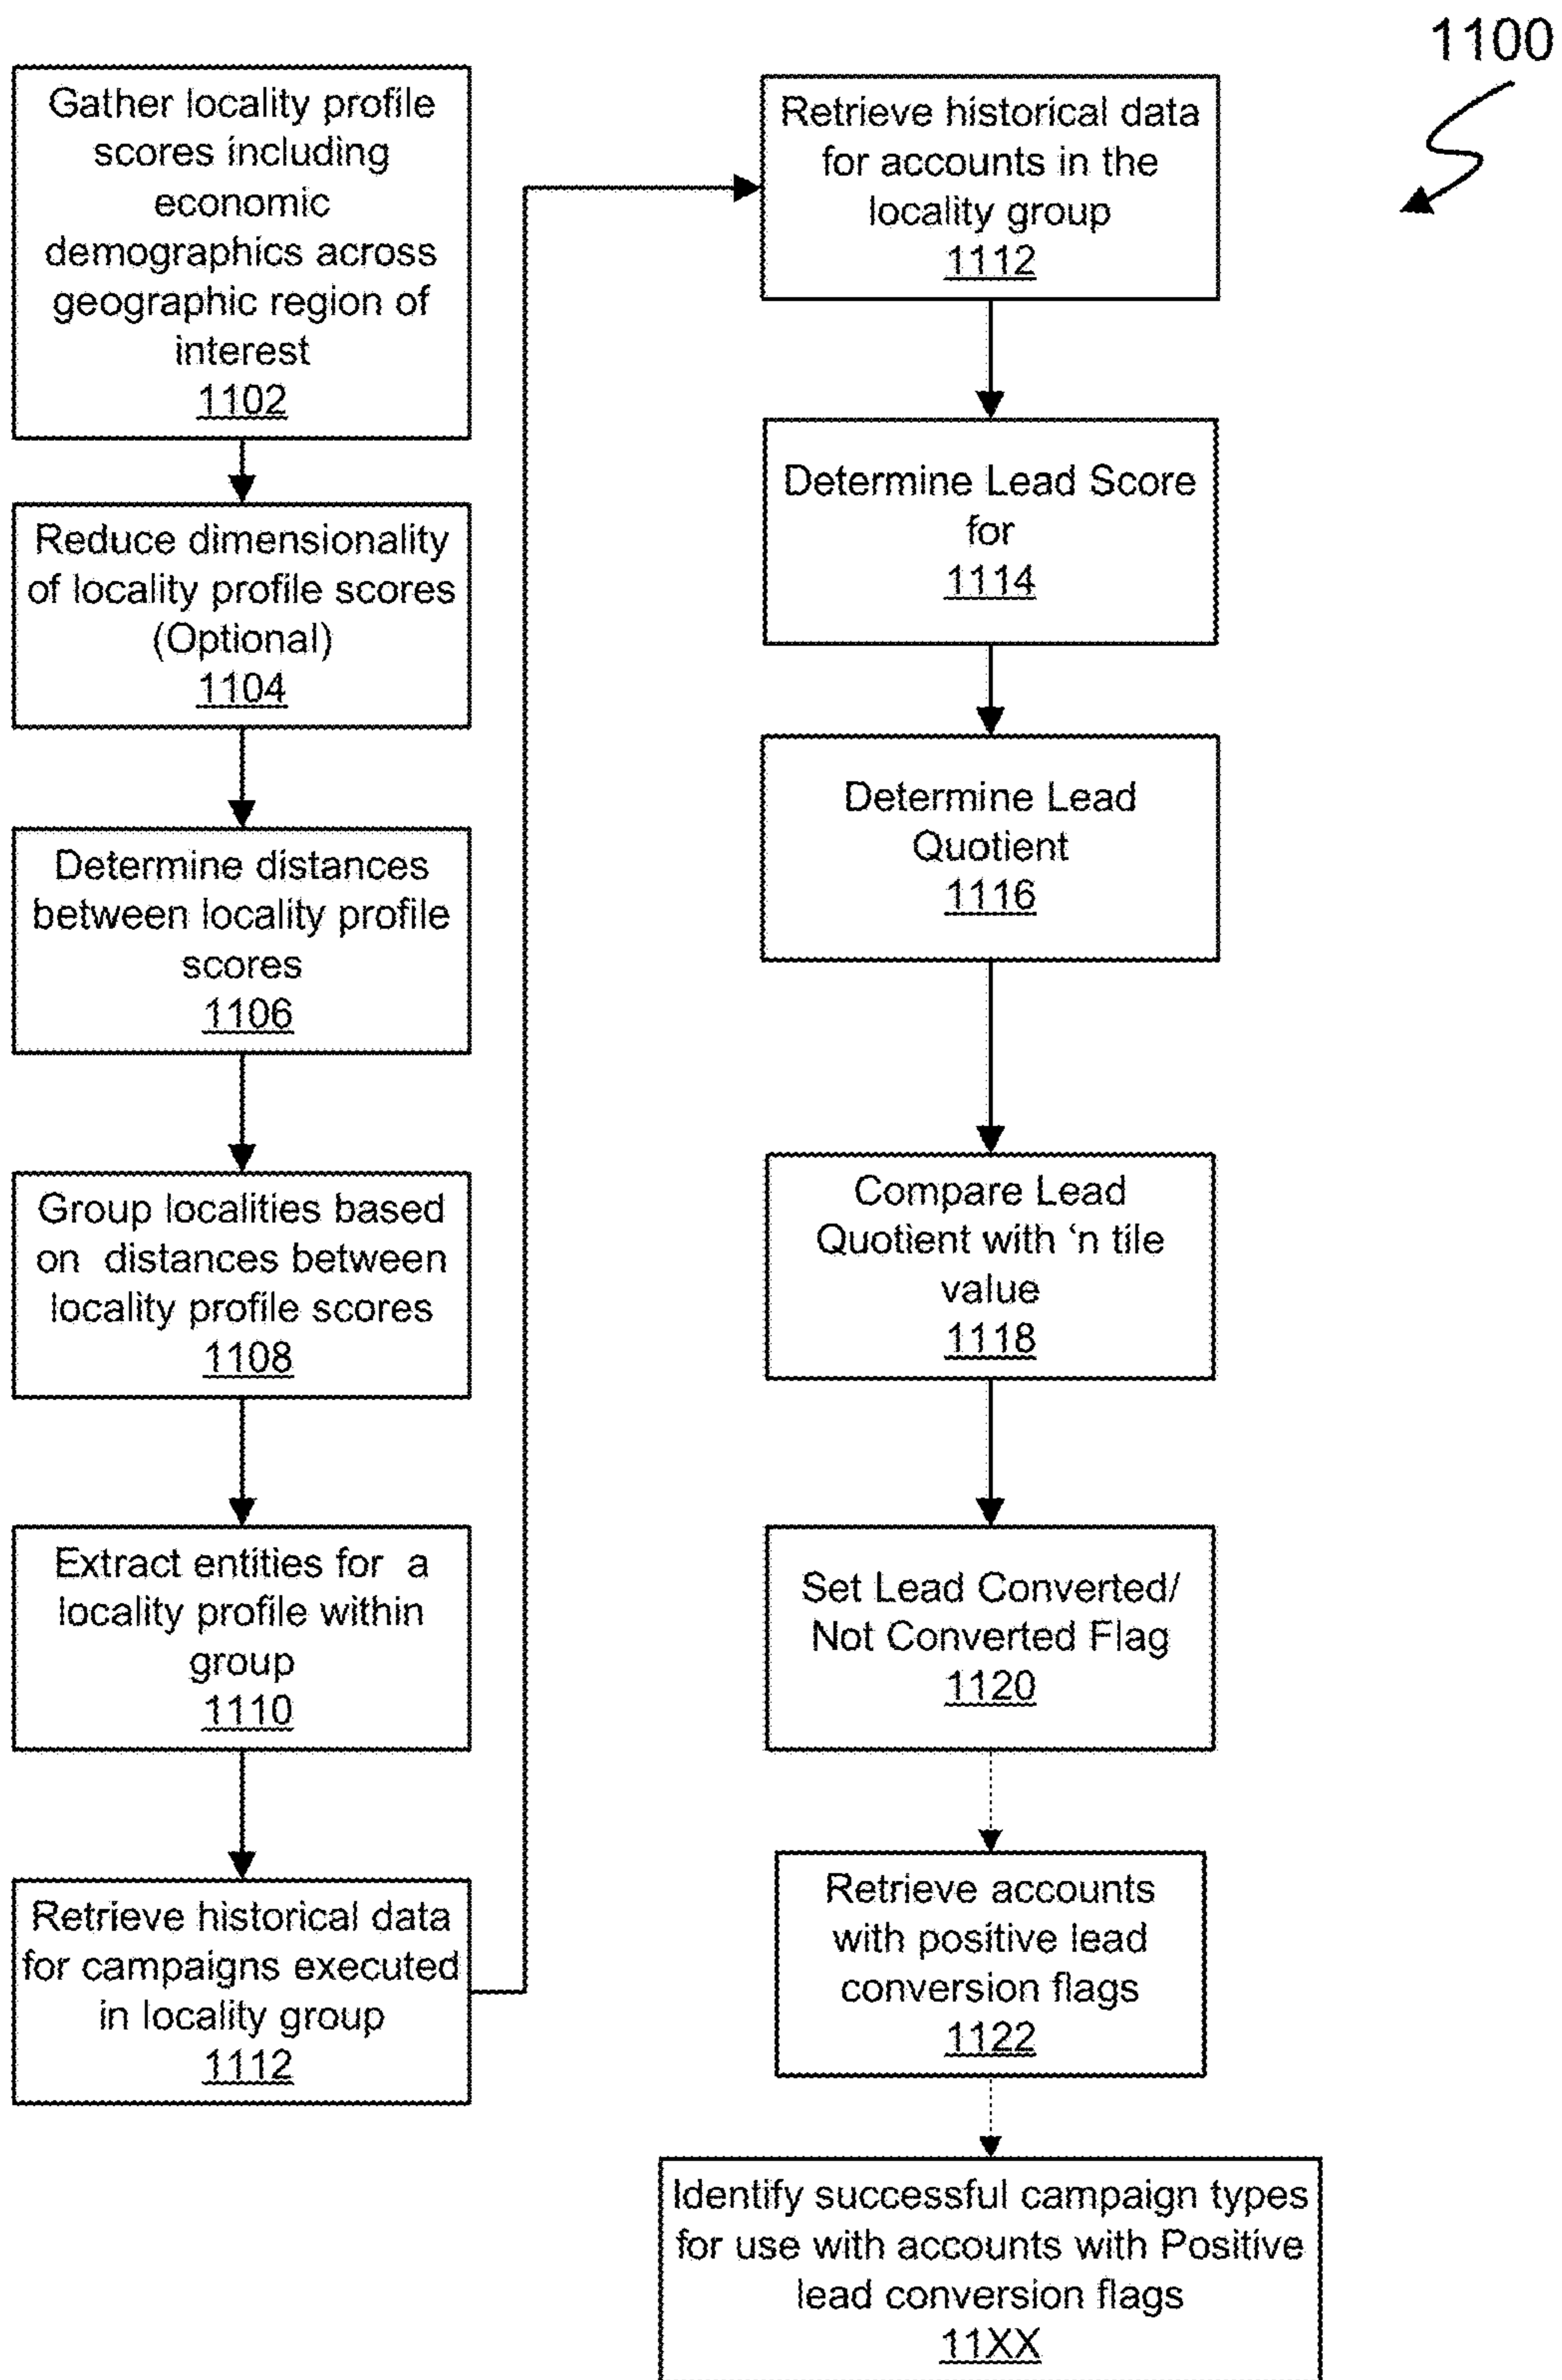 1100
Gather locality profile
scores including
economic
demographics across
geographic region of
interest
1102
Reduce dimensionality
of locality profile scores
(Optional)
1104
Determine distances
between locality profile
scores
1106
Group localities based
on distances between
locality profile scores
1108
Extract entities for a
locality profile within
group
1110
Retrieve historical data
for campaigns executed
in locality group
1112
Retrieve historical data
for accounts in the
locality group
1112
Determine Lead Score
for
1114
Determine Lead
Quotient
1116
Compare Lead
Quotient with ‘n tile
value
1118
Set Lead Converted/
Not Converted Flag
1120
Retrieve accounts
with positive lead
conversion flags
1122
Identify successful campaign types
for use with accounts with Positive
lead conversion flags
11XX